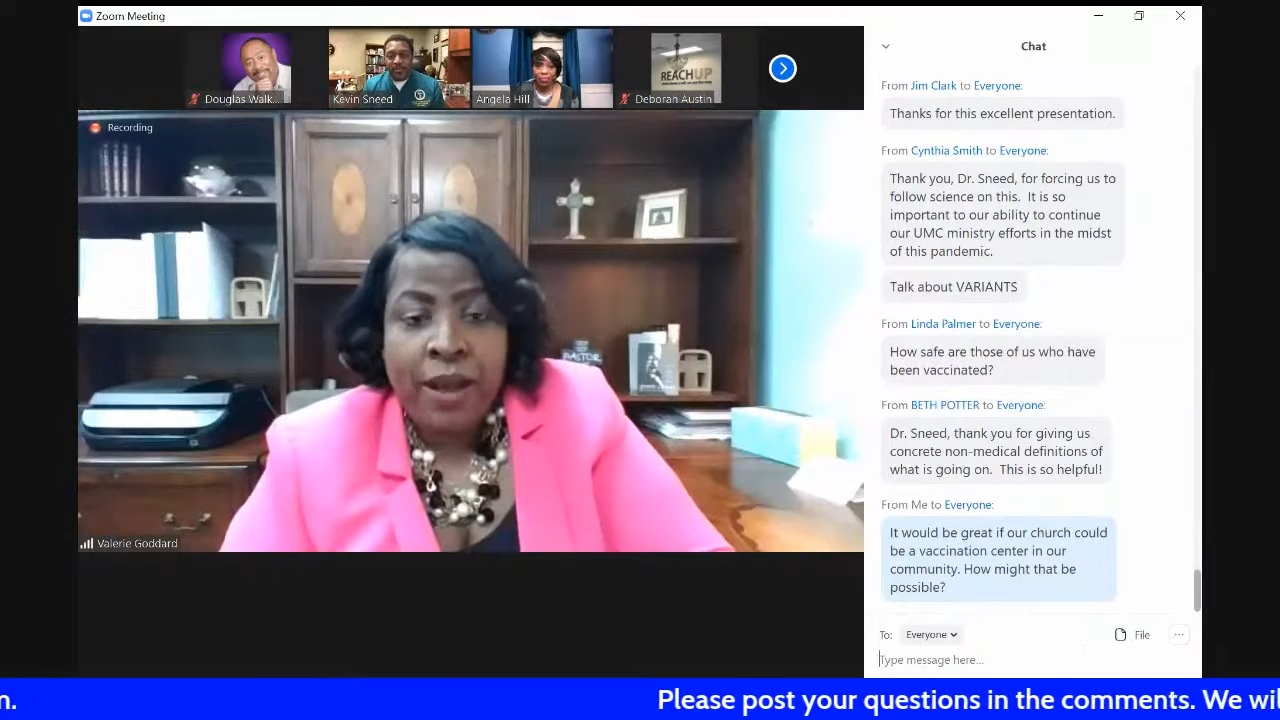 Zoom Meeting
Douglas Walk...
Kevin Sneed
Angela Hill
REACHUP
Deborah Austin
Recording
PASTOR
Valerie Goddard
Chat
From Jim Clark to Everyone:
Thanks for this excellent presentation.
From Cynthia Smith to Everyone:
Thank you, Dr. Sneed, for forcing us to
follow science on this. It is so
important to our ability to continue
our UMC ministry efforts in the midst
of this pandemic.
Talk about VARIANTS
From Linda Palmer to Everyone:
How safe are those of us who have
been vaccinated?
From BETH POTTER to Everyone:
Dr. Sneed, thank you for giving us
concrete non-medical definitions of
what is going on. This is so helpful!
From Me to Everyone:
It would be great if our church could
be a vaccination center in our
community. How might that be
possible?
To: Everyone File
Type message here...
n. Please post your questions in the comments. We wil